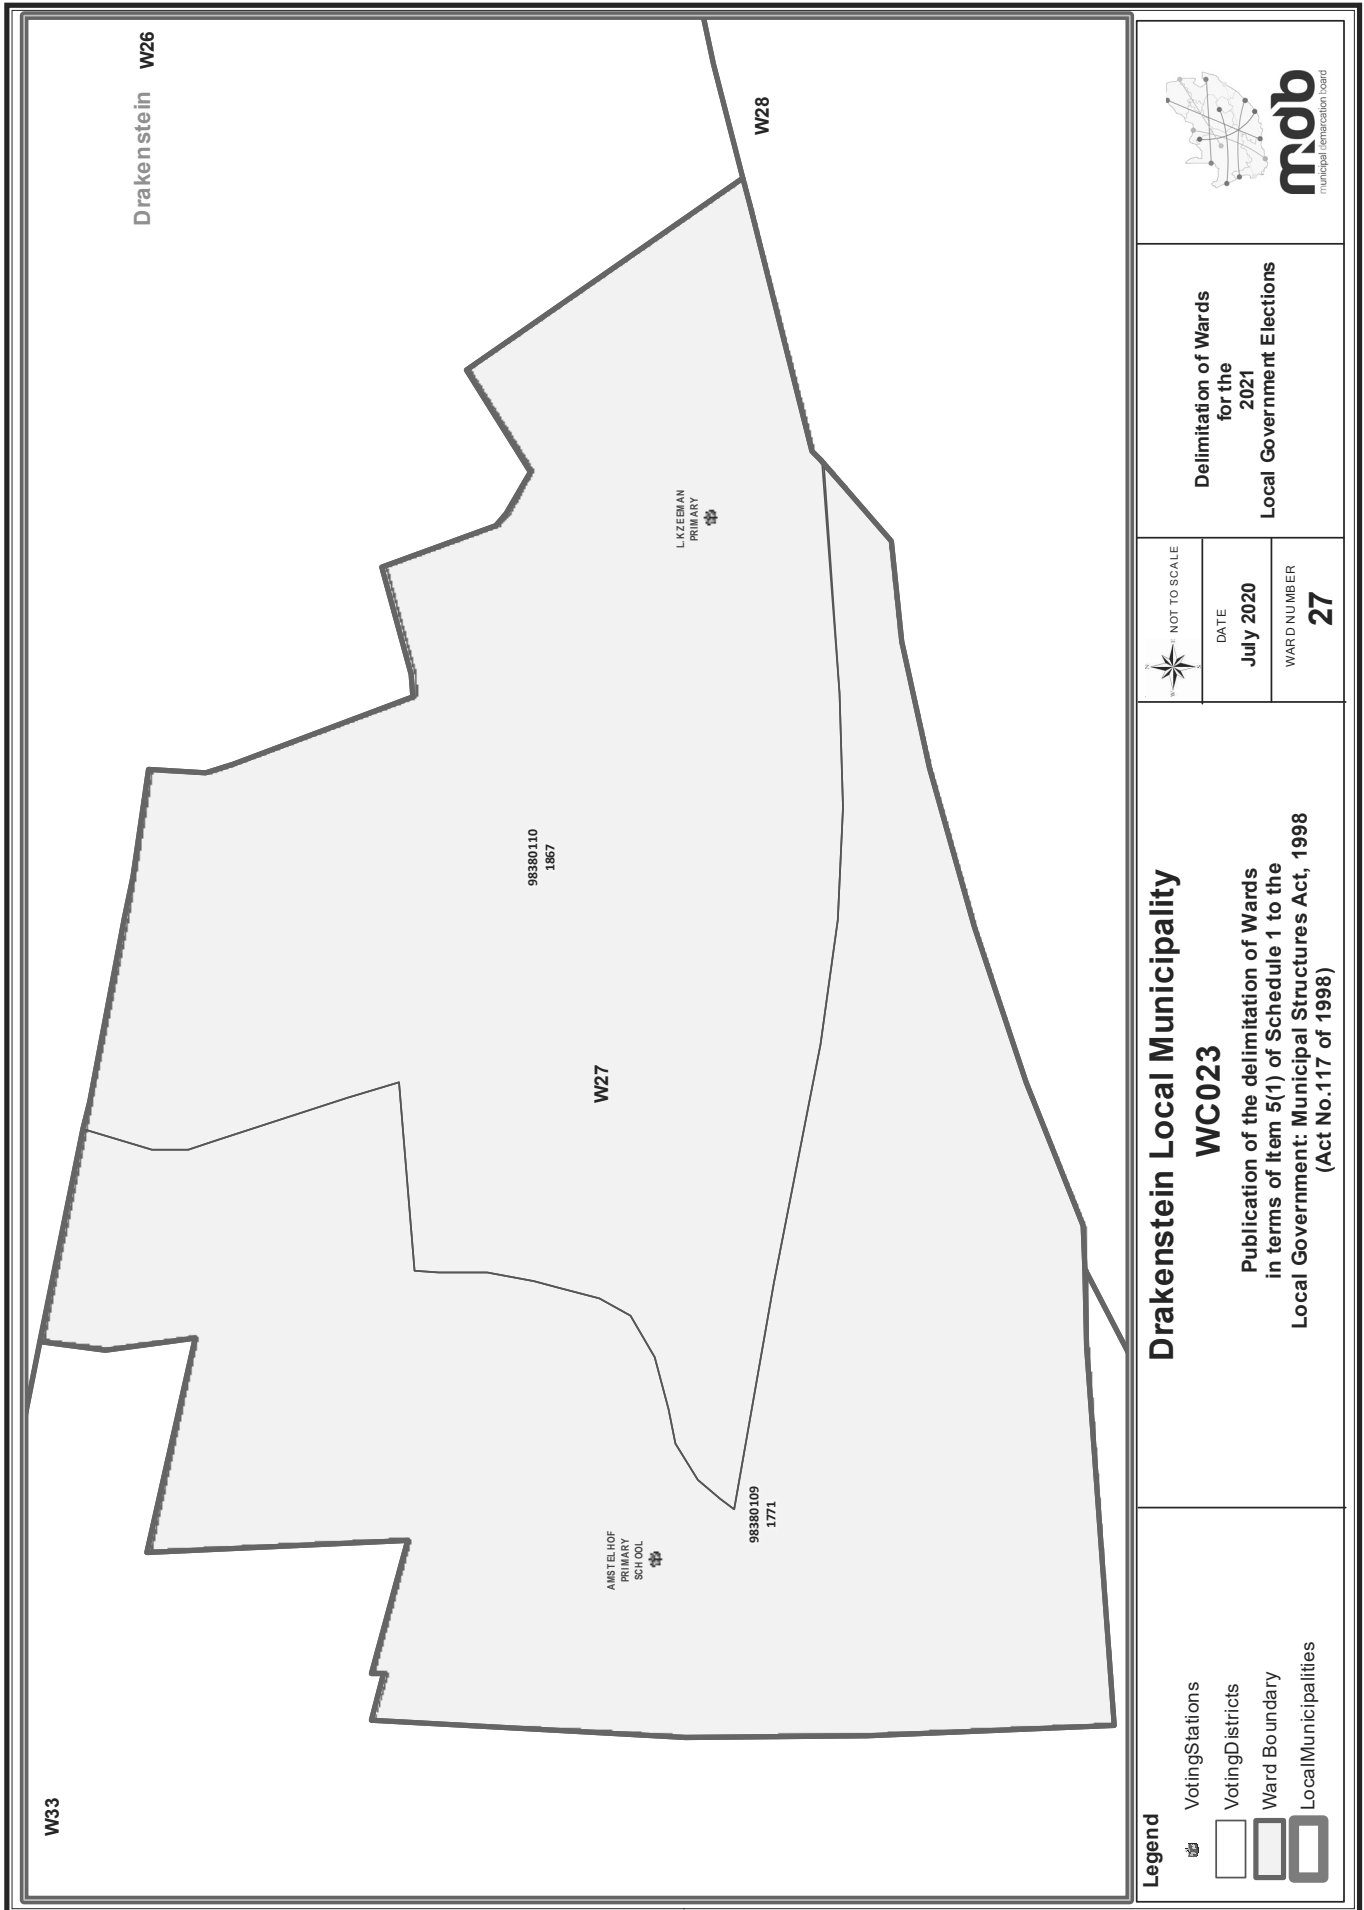 W33
Drakenstein
W26
W28
L.K ZEEMAN
PRIMARY
98380110
1867
W27
AMSTELHOF
PRIMARY
SCHOOL
98380109
1771
Legend
VotingStations
VotingDistricts
Ward Boundary
LocalMunicipalities
Drakenstein Local Municipality
WC023
Publication of the delimitation of Wards
in terms of Item 5(1) of Schedule 1 to the
Local Government: Municipal Structures Act, 1998
(Act No.117 of 1998)
N
W E
S
NOT TO SCALE
DATE
July 2020
WARD NUMBER
27
Delimitation of Wards
for the
2021
Local Government Elections
mdb
municipal demarcation board